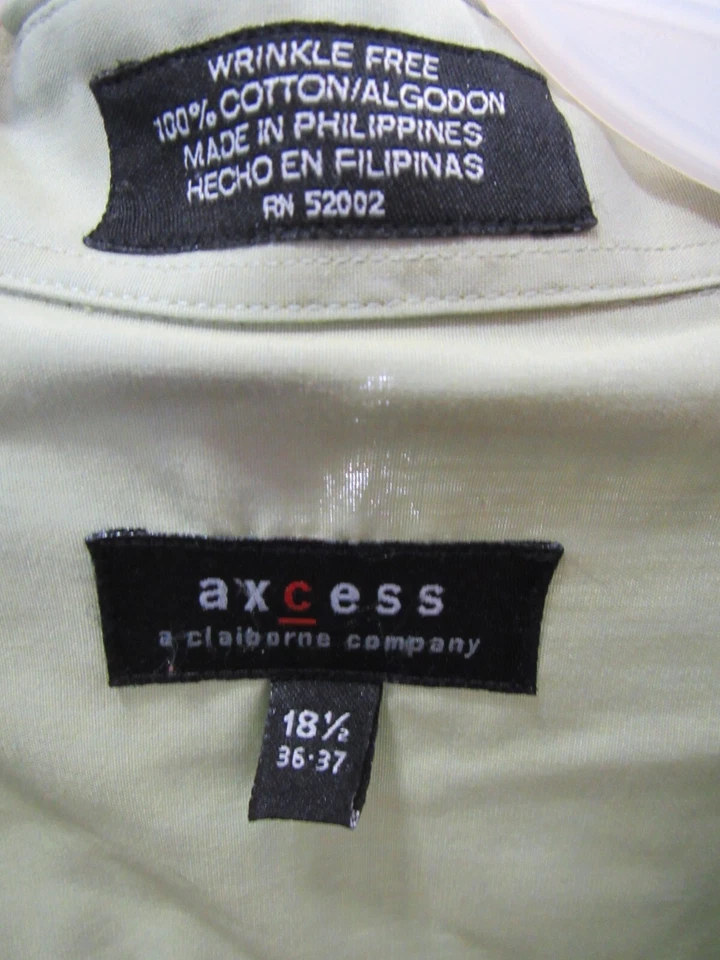 WRINKLE FREE
100% COTTON/ALGODON
MADE IN PHILIPPINES
HECHO EN FILIPINAS
RN 52002
axcess
a claiborne company
18½
36·37